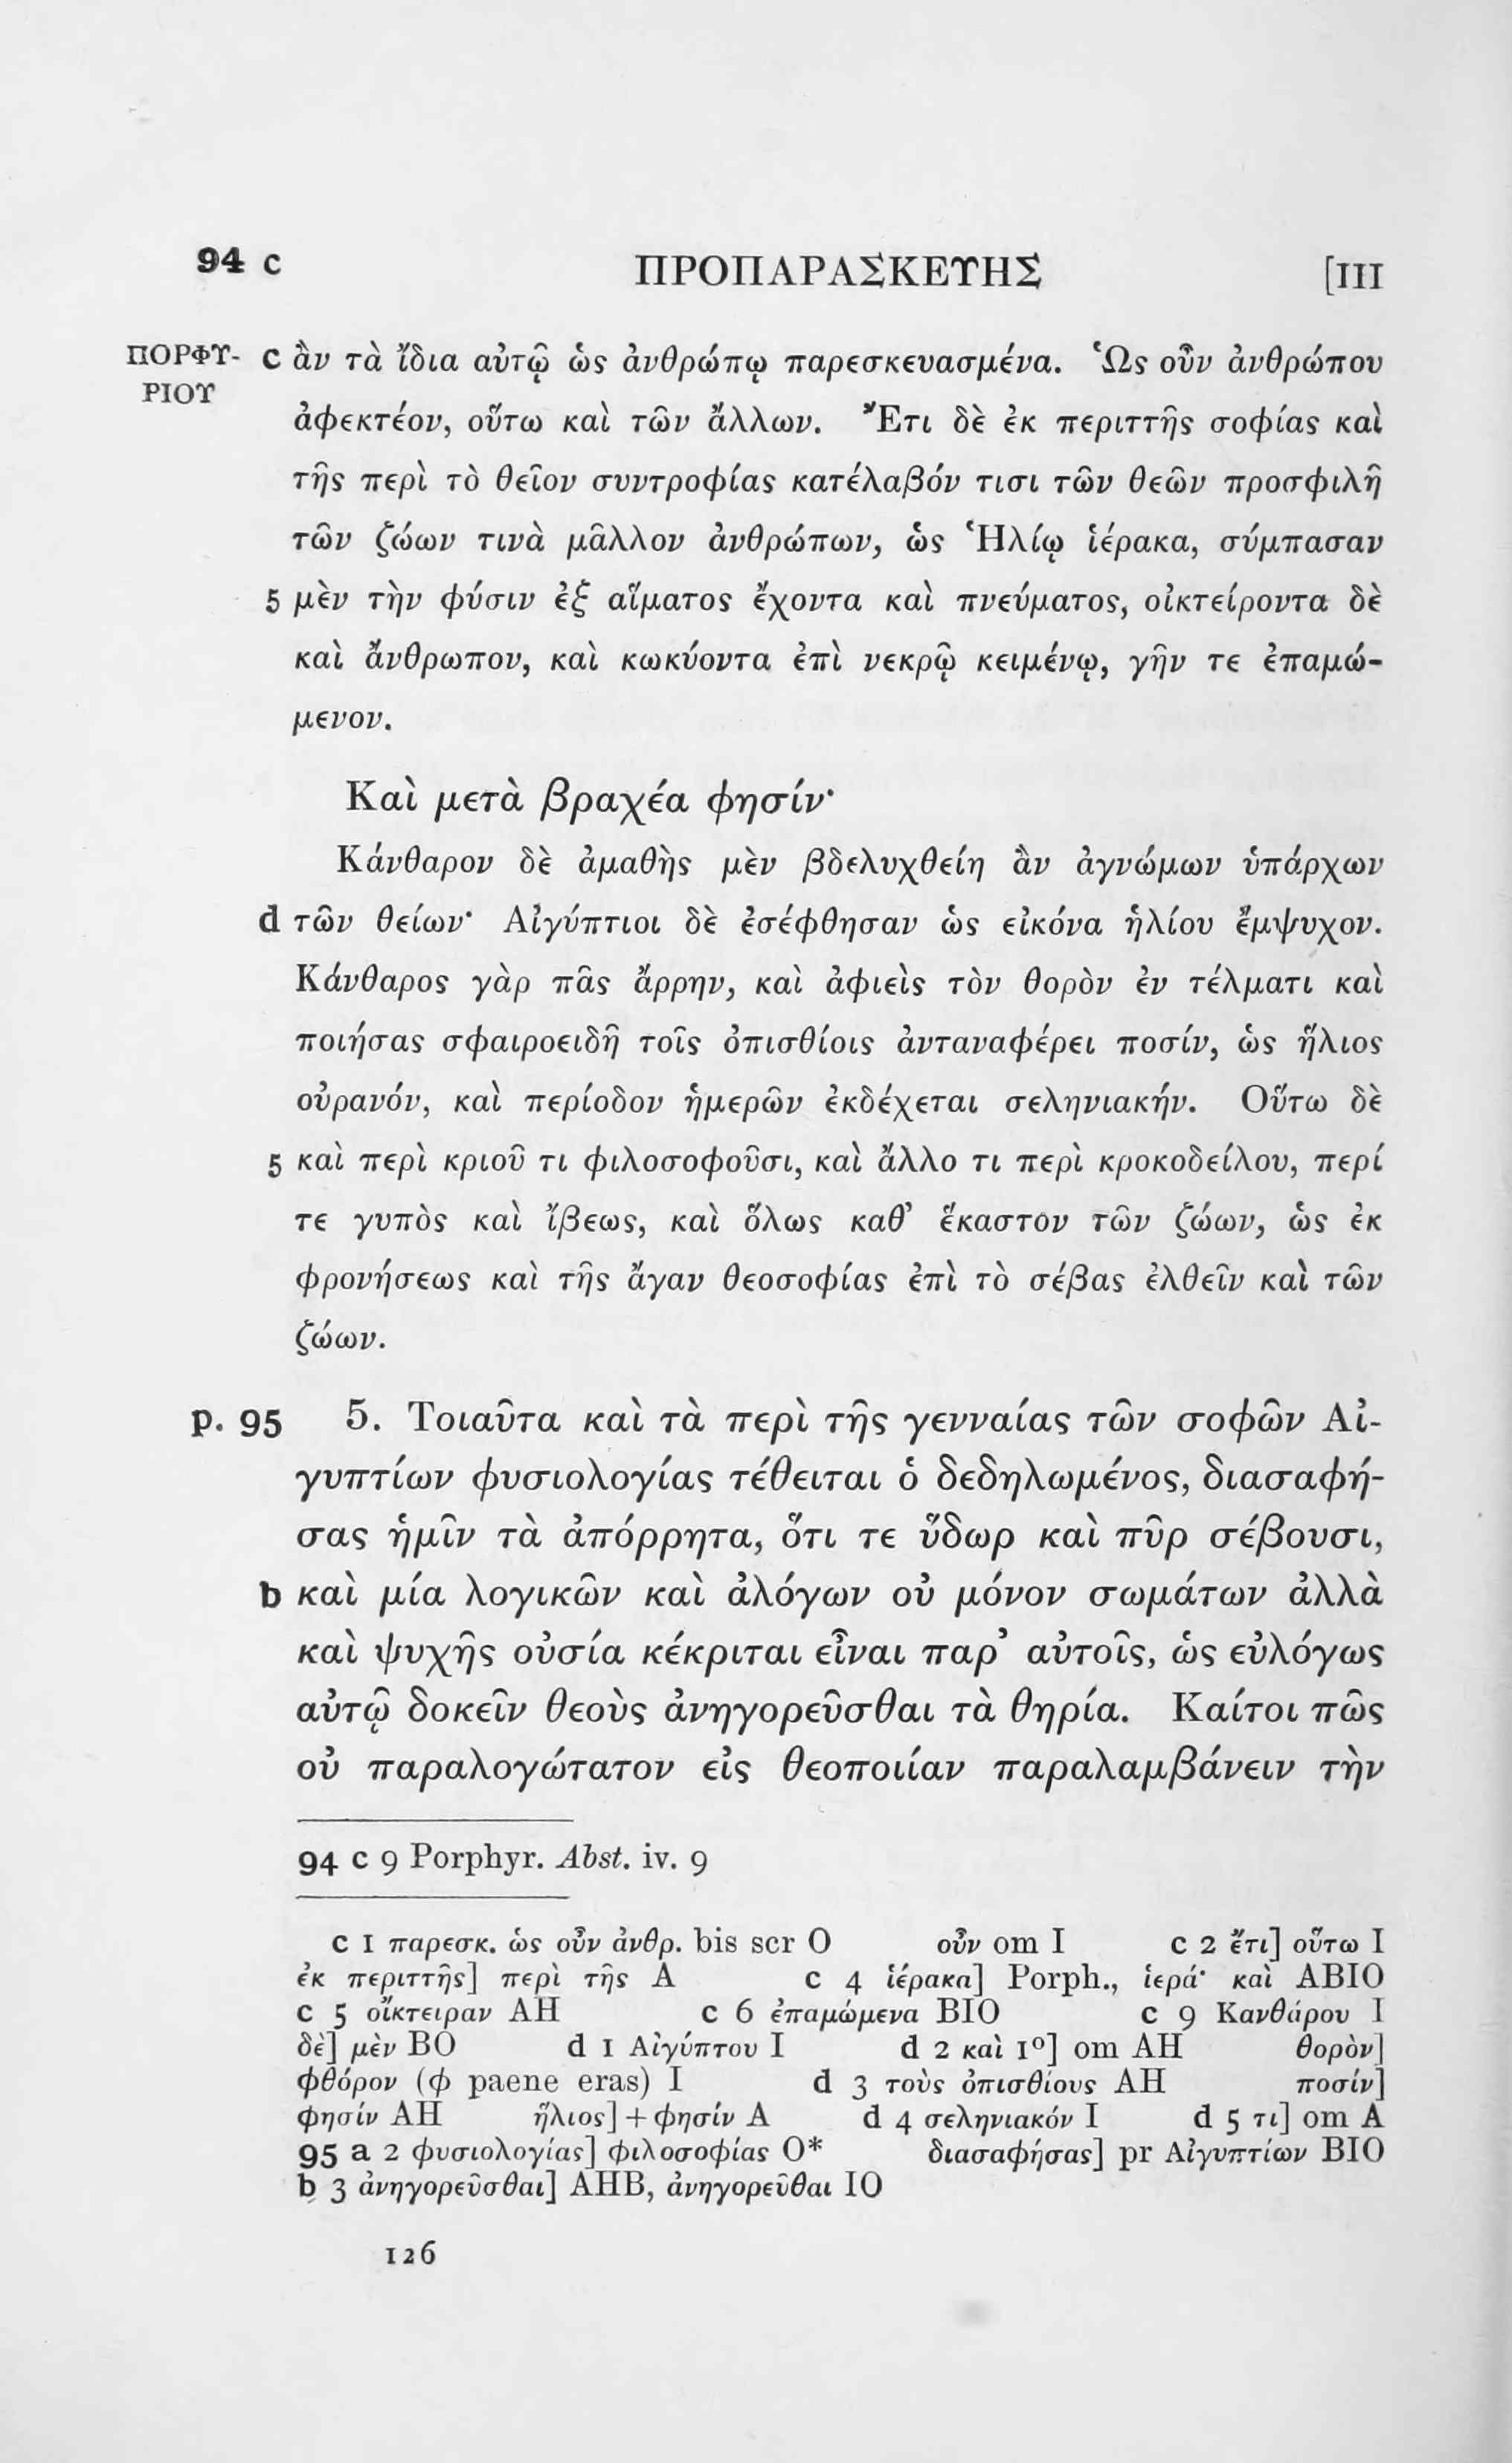 94 c ΠΡΟΠΑΡΑΣΚΕΥΗΣ [III
ΠΟΡΦΥ- c ἂν τὰ ἴδια αὐτῷ ὡς ἀνθρώπῳ παρεσκευασμένα. Ὡς οὖν ἀνθρώπου
ΡΙΟΥ
ἀφεκτέον, οὕτω καὶ τῶν ἄλλων. Ἔτι δὲ ἐκ περιττῆς σοφίας καὶ
τῆς περὶ τὸ θεῖον συντροφίας κατέλαβόν τισι τῶν θεῶν προσφιλῆ
τῶν ζώων τινὰ μᾶλλον ἀνθρώπων, ὡς Ἡλίῳ ἱέρακα, σύμπασαν
5 μὲν τὴν φύσιν ἐξ αἵματος ἔχοντα καὶ πνεύματος, οἰκτείροντα δὲ
καὶ ἄνθρωπον, καὶ κωκύοντα ἐπὶ νεκρῷ κειμένῳ, γῆν τε ἐπαμώ-
μενον.
Καὶ μετὰ βραχέα φησίν·
Κάνθαρον δὲ ἀμαθὴς μὲν βδελυχθείη ἂν ἀγνώμων ὑπάρχων
d τῶν θείων· Αἰγύπτιοι δὲ ἐσέφθησαν ὡς εἰκόνα ἡλίου ἔμψυχον.
Κάνθαρος γὰρ πᾶς ἄρρην, καὶ ἀφιεὶς τὸν θορὸν ἐν τέλματι καὶ
ποιήσας σφαιροειδῆ τοῖς ὀπισθίοις ἀνταναφέρει ποσίν, ὡς ἥλιος
οὐρανόν, καὶ περίοδον ἡμερῶν ἐκδέχεται σεληνιακήν. Οὕτω δὲ
5 καὶ περὶ κριοῦ τι φιλοσοφοῦσι, καὶ ἄλλο τι περὶ κροκοδείλου, περί
τε γυπὸς καὶ ἴβεως, καὶ ὅλως καθ’ ἕκαστον τῶν ζώων, ὡς ἐκ
φρονήσεως καὶ τῆς ἄγαν θεοσοφίας ἐπὶ τὸ σέβας ἐλθεῖν καὶ τῶν
ζώων.
p. 95 5. Τοιαῦτα καὶ τὰ περὶ τῆς γενναίας τῶν σοφῶν Αἰ-
γυπτίων φυσιολογίας τέθειται ὁ δεδηλωμένος, διασαφή-
σας ἡμῖν τὰ ἀπόρρητα, ὅτι τε ὕδωρ καὶ πῦρ σέβουσι,
b καὶ μία λογικῶν καὶ ἀλόγων οὐ μόνον σωμάτων ἀλλὰ
καὶ ψυχῆς οὐσία κέκριται εἶναι παρ’ αὐτοῖς, ὡς εὐλόγως
αὐτῷ δοκεῖν θεοὺς ἀνηγορεῦσθαι τὰ θηρία. Καίτοι πῶς
οὐ παραλογώτατον εἰς θεοποιίαν παραλαμβάνειν τὴν
94 c 9 Porphyr. Abst. iv. 9
c 1 παρεσκ. ὡς οὖν ἀνθρ. bis scr O οὖν om I c 2 ἔτι] οὕτω I
ἐκ περιττῆς] περὶ τῆς A c 4 ἱέρακα] Porph., ἱερά· καὶ ABIO
c 5 οἴκτειραν AH c 6 ἐπαμώμενα BIO c 9 Κανθάρου I
δὲ] μὲν BO d 1 Αἰγύπτου I d 2 καὶ 1º] om AH θορὸν]
φθόρον (φ paene eras) I d 3 τοὺς ὀπισθίους AH ποσίν]
φησίν AH ἥλιος] + φησίν A d 4 σεληνιακόν I d 5 τι] om A
95 a 2 φυσιολογίας] φιλοσοφίας O* διασαφήσας] pr Αἰγυπτίων BIO
b 3 ἀνηγορεῦσθαι] AHB, ἀνηγορεῦθαι IO
126